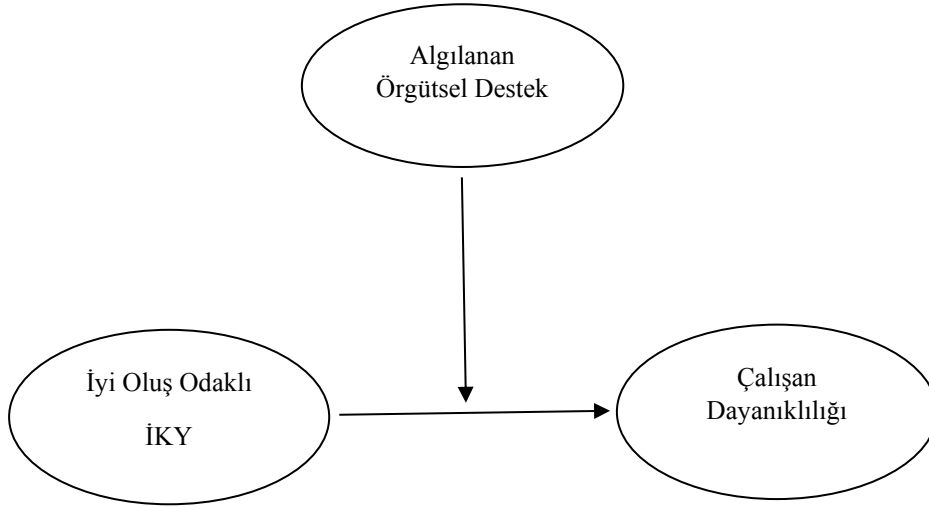 Algılanan
Örgütsel Destek
İyi Oluş Odaklı
İKY
Çalışan
Dayanıklılığı